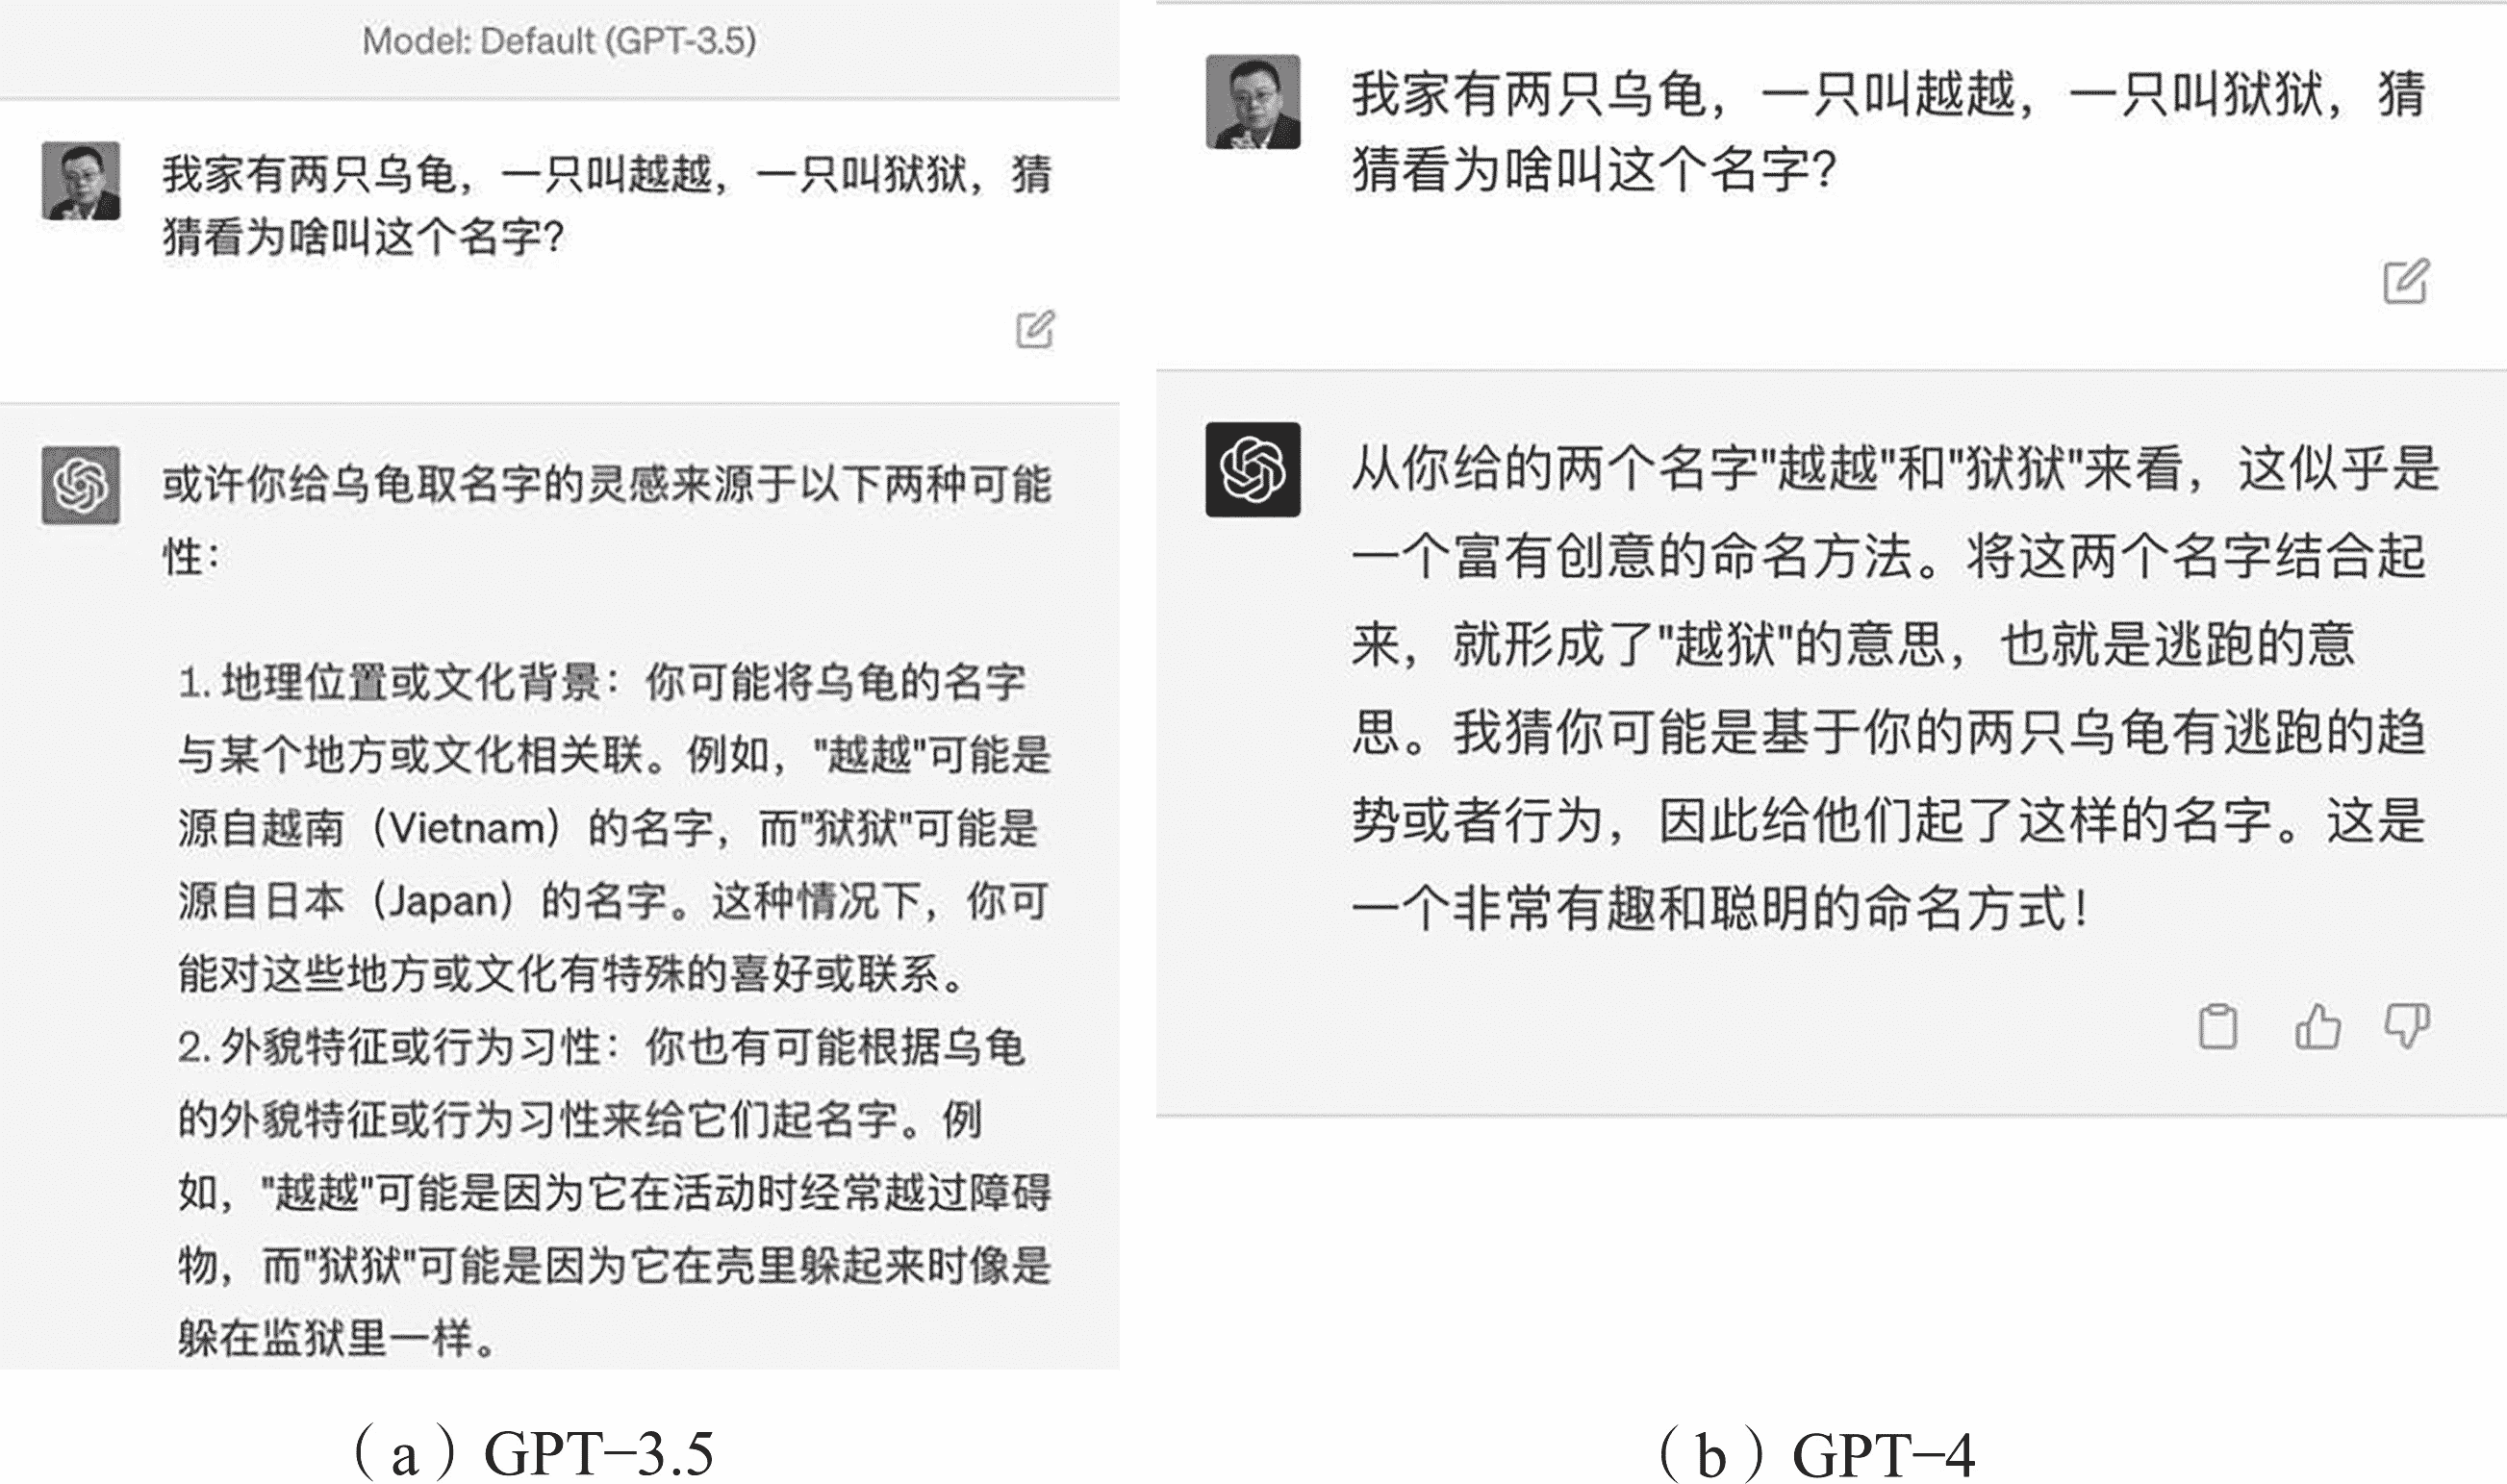 Model: Default (GPT-3.5)
我家有两只乌龟，一只叫越越，一只叫狱狱，猜
猜看为啥叫这个名字？
或许你给乌龟取名字的灵感来源于以下两种可能
性：
1. 地理位置或文化背景：你可能将乌龟的名字
与某个地方或文化相关联。例如，"越越"可能是
源自越南（Vietnam）的名字，而"狱狱"可能是
源自日本（Japan）的名字。这种情况下，你可
能对这些地方或文化有特殊的喜好或联系。
2. 外貌特征或行为习性：你也有可能根据乌龟
的外貌特征或行为习性来给它们起名字。例
如，"越越"可能是因为它在活动时经常越过障碍
物，而"狱狱"可能是因为它在壳里躲起来时像是
躲在监狱里一样。
（a）GPT-3.5
我家有两只乌龟，一只叫越越，一只叫狱狱，猜
猜看为啥叫这个名字？
从你给的两个名字"越越"和"狱狱"来看，这似乎是
一个富有创意的命名方法。将这两个名字结合起
来，就形成了"越狱"的意思，也就是逃跑的意
思。我猜你可能是基于你的两只乌龟有逃跑的趋
势或者行为，因此给他们起了这样的名字。这是
一个非常有趣和聪明的命名方式！
（b）GPT-4